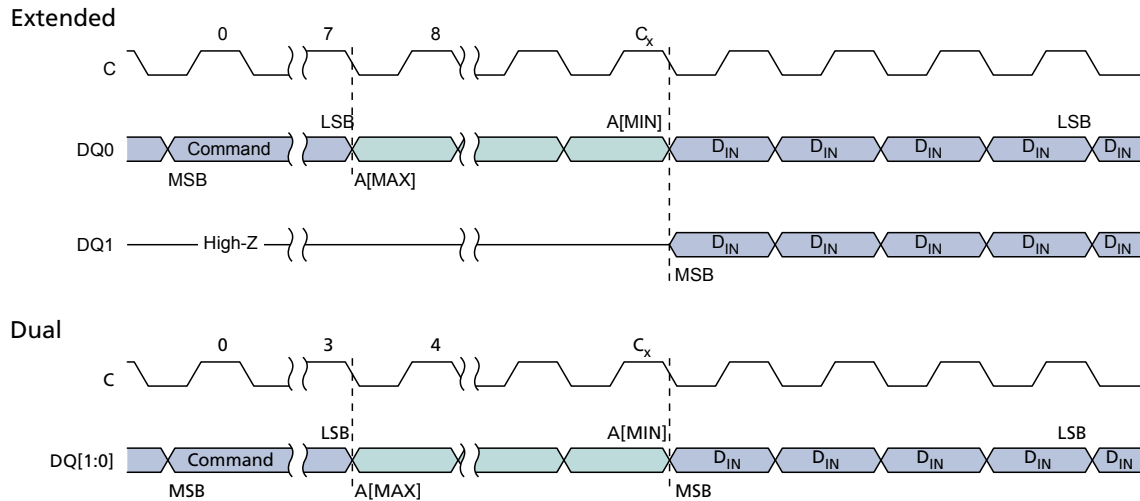 Extended
0 7 8 Cx
C
LSB A[MIN] LSB
DQ0 Command DIN DIN DIN DIN DIN
MSB A[MAX]
DQ1 High-Z DIN DIN DIN DIN DIN
MSB
Dual
0 3 4 Cx
C
LSB A[MIN] LSB
DQ[1:0] Command DIN DIN DIN DIN DIN
MSB A[MAX] MSB